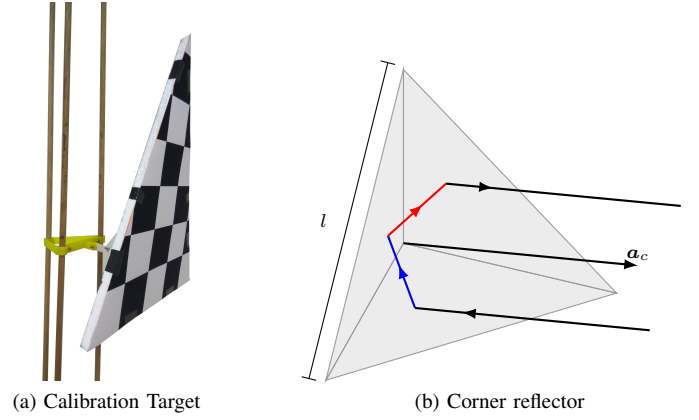 l
a_c
(a) Calibration Target
(b) Corner reflector